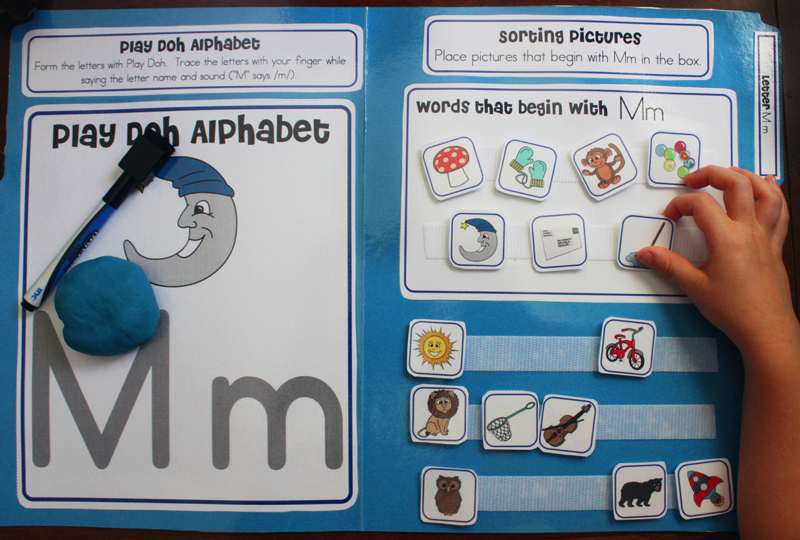 Play Doh Alphabet
Form the letters with Play Doh. Trace the letters with your finger while
saying the letter name and sound ("M" says /m/).
Play Doh Alphabet
Mm
Sorting Pictures
Place pictures that begin with Mm in the box.
Words that begin with Mm
Letter Mm